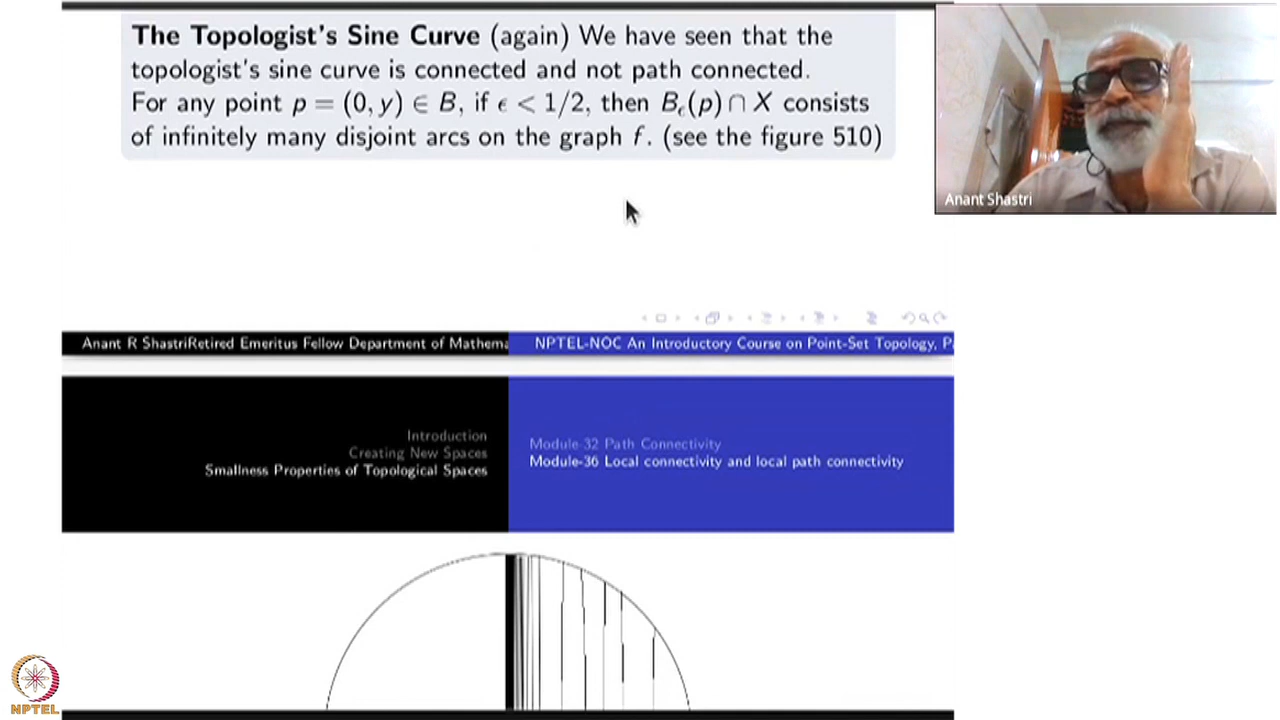 The Topologist's Sine Curve (again) We have seen that the
topologist's sine curve is connected and not path connected.
For any point p = (0, y) ∈ B, if ϵ < 1/2, then Bϵ(p) ∩ X consists
of infinitely many disjoint arcs on the graph f. (see the figure 510)
Anant Shastri
Anant R ShastriRetired Emeritus Fellow Department of Mathema
NPTEL-NOC An Introductory Course on Point-Set Topology, P
Introduction
Creating New Spaces
Smallness Properties of Topological Spaces
Module-32 Path Connectivity
Module-36 Local connectivity and local path connectivity
NPTEL